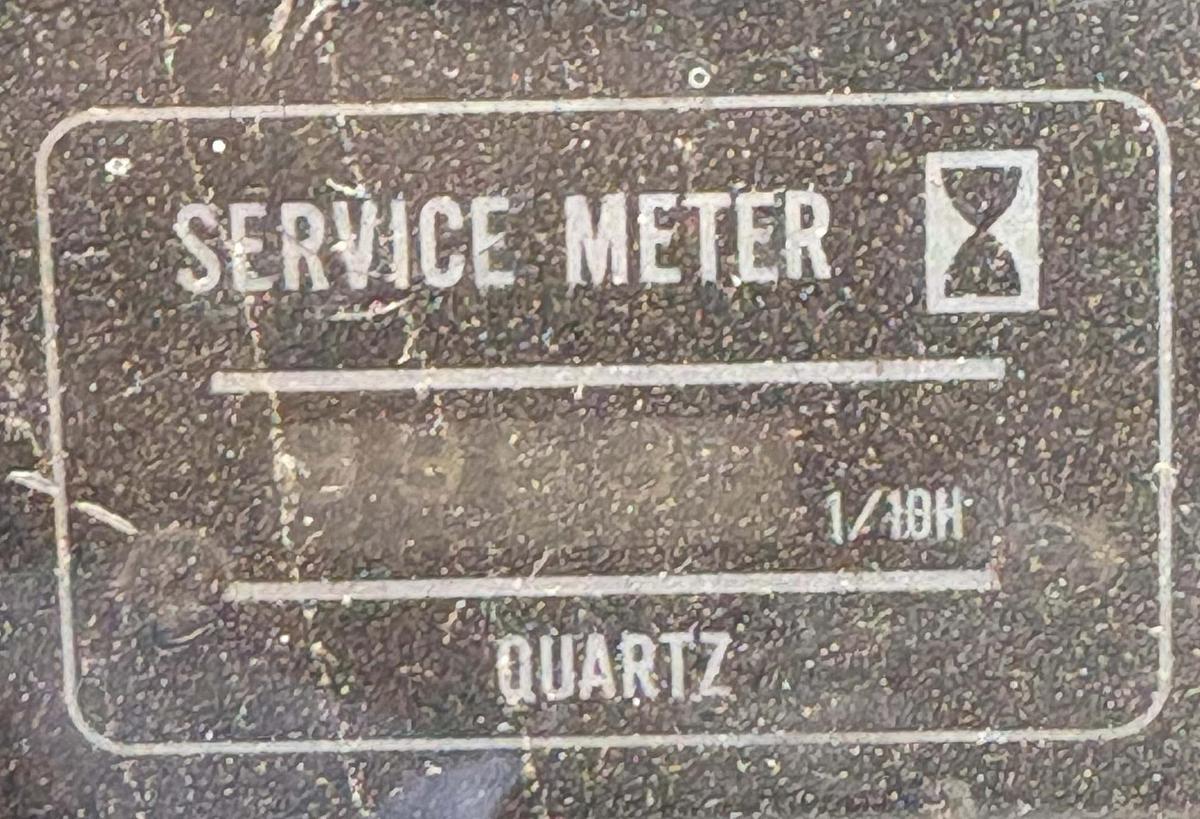 SERVICE METER
1/10H
QUARTZ